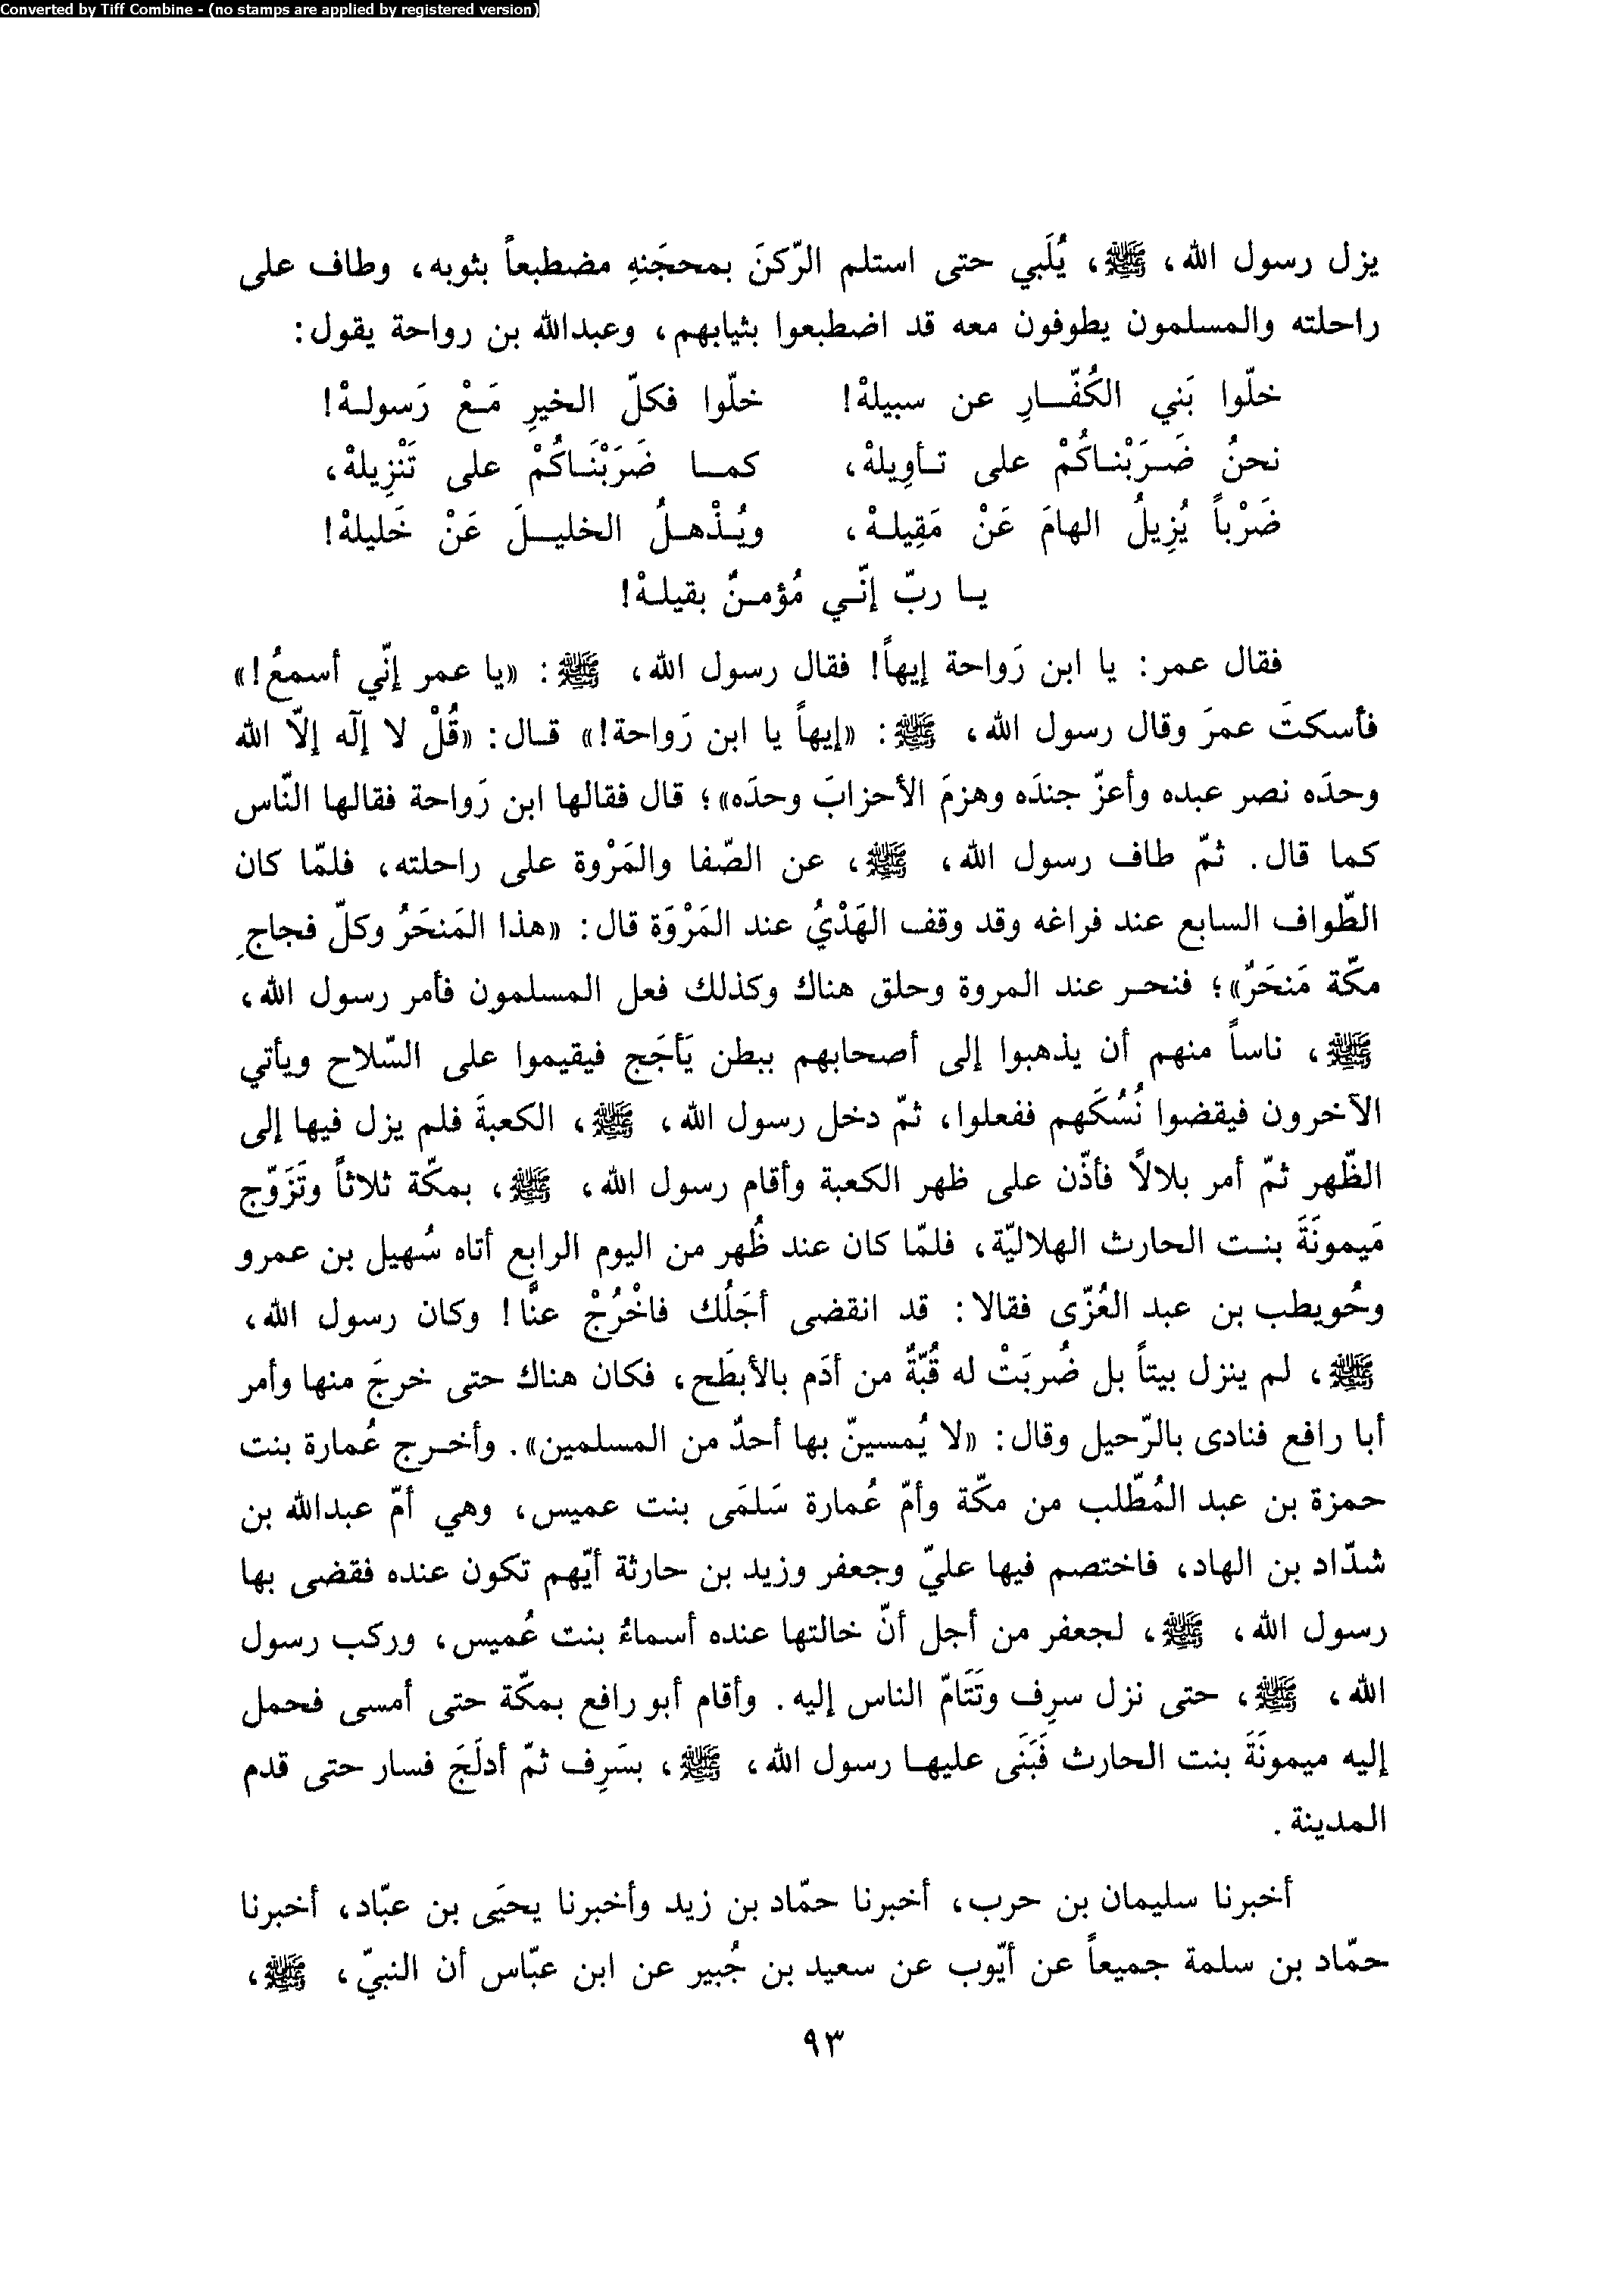 Converted by Tiff Combine - (no stamps are applied by registered version)
يزل رسول الله، ﷺ، يُلَبي حتى استلم الرّكنَ بمحجَنهِ مضطبعاً بثوبه، وطاف على
راحلته والمسلمون يطوفون معه قد اضطبعوا بثيابهم، وعبدالله بن رواحة يقول:
خلّوا بَني الكُفّــارِ عن سبيلهْ! خلّوا فكلّ الخيرِ مَـعْ رَسولـهْ!
نحنُ ضَـرَبْنـاكُمْ على تـأوِيلهْ، كمـا ضَرَبْنَـاكُمْ على تَنْزِيلهْ،
ضَرْباً يُزِيلُ الهامَ عَنْ مَقِيلـهْ، ويُـذْهـلُ الخليـلَ عَنْ خَليلهْ!
يـا ربّ إنّـي مُؤمـنٌ بقيلـهْ!
فقال عمر: يا ابن رَواحة إيهاً! فقال رسول الله، ﷺ: «يا عمر إنّي أسمعُ!»
فأسكتَ عمرَ وقال رسول الله، ﷺ: «إيهاً يا ابن رَواحة!» قـال: «قُلْ لا إلٓه إلاّ الله
وحدَه نصر عبده وأعزّ جندَه وهزمَ الأحزابَ وحدَه»؛ قال فقالها ابن رَواحة فقالها النّاس
كما قال. ثمّ طاف رسول الله، ﷺ، عن الصّفا والمَرْوة على راحلته، فلمّا كان
الطّواف السابع عند فراغه وقد وقف الهَدْيُ عند المَرْوَة قال: «هذا المَنحَرُ وكلّ فجاجِ
مكّة مَنحَرٌ»؛ فنحـر عند المروة وحلق هناك وكذلك فعل المسلمون فأمر رسول الله،
ﷺ، ناساً منهم أن يذهبوا إلى أصحابهم ببطن يَأجَج فيقيموا على السّلاح ويأتي
الآخرون فيقضوا نُسُكَهم ففعلوا، ثمّ دخل رسول الله، ﷺ، الكعبةَ فلم يزل فيها إلى
الظّهر ثمّ أمر بلالاً فأذّن على ظهر الكعبة وأقام رسول الله، ﷺ، بمكّة ثلاثاً وتَزَوّج
مَيمونَةَ بنـت الحارث الهلاليّة، فلمّا كان عند ظُهر من اليوم الرابع أتاه سُهيل بن عمرو
وحُويطب بن عبد العُزّى فقالا: قد انقضى أجَلُك فاخْرُجْ عنَّا! وكان رسول الله،
ﷺ، لم ينزل بيتاً بل ضُربَتْ له قُبّةٌ من أدَم بالأبطَح، فكان هناك حتى خرجَ منها وأمر
أبا رافع فنادى بالرّحيل وقال: «لا يُمسينّ بها أحدٌ من المسلمين». وأخـرج عُمارة بنت
حمزة بن عبد المُطّلب من مكّة وأمّ عُمارة سَلمَى بنت عميس، وهي أمّ عبدالله بن
شدّاد بن الهاد، فاختصم فيها عليّ وجعفر وزيد بن حارثة أيّهم تكون عنده فقضى بها
رسول الله، ﷺ، لجعفر من أجل أنّ خالتها عنده أسماءُ بنت عُميس، وركب رسول
الله، ﷺ، حتى نزل سرِف وتَتَامّ الناس إليه. وأقام أبو رافع بمكّة حتى أمسى فحمل
إليه ميمونَةَ بنت الحارث فَبَنَى عليهـا رسول الله، ﷺ، بسَرِف ثمّ أدلَجَ فسار حتى قدم
المدينة.
أخبرنا سليمان بن حرب، أخبرنا حمّاد بن زيد وأخبرنا يحيَى بن عبّاد، أخبرنا
حمّاد بن سلمة جميعاً عن أيّوب عن سعيد بن جُبير عن ابن عبّاس أن النبيّ، ﷺ،
٩٣